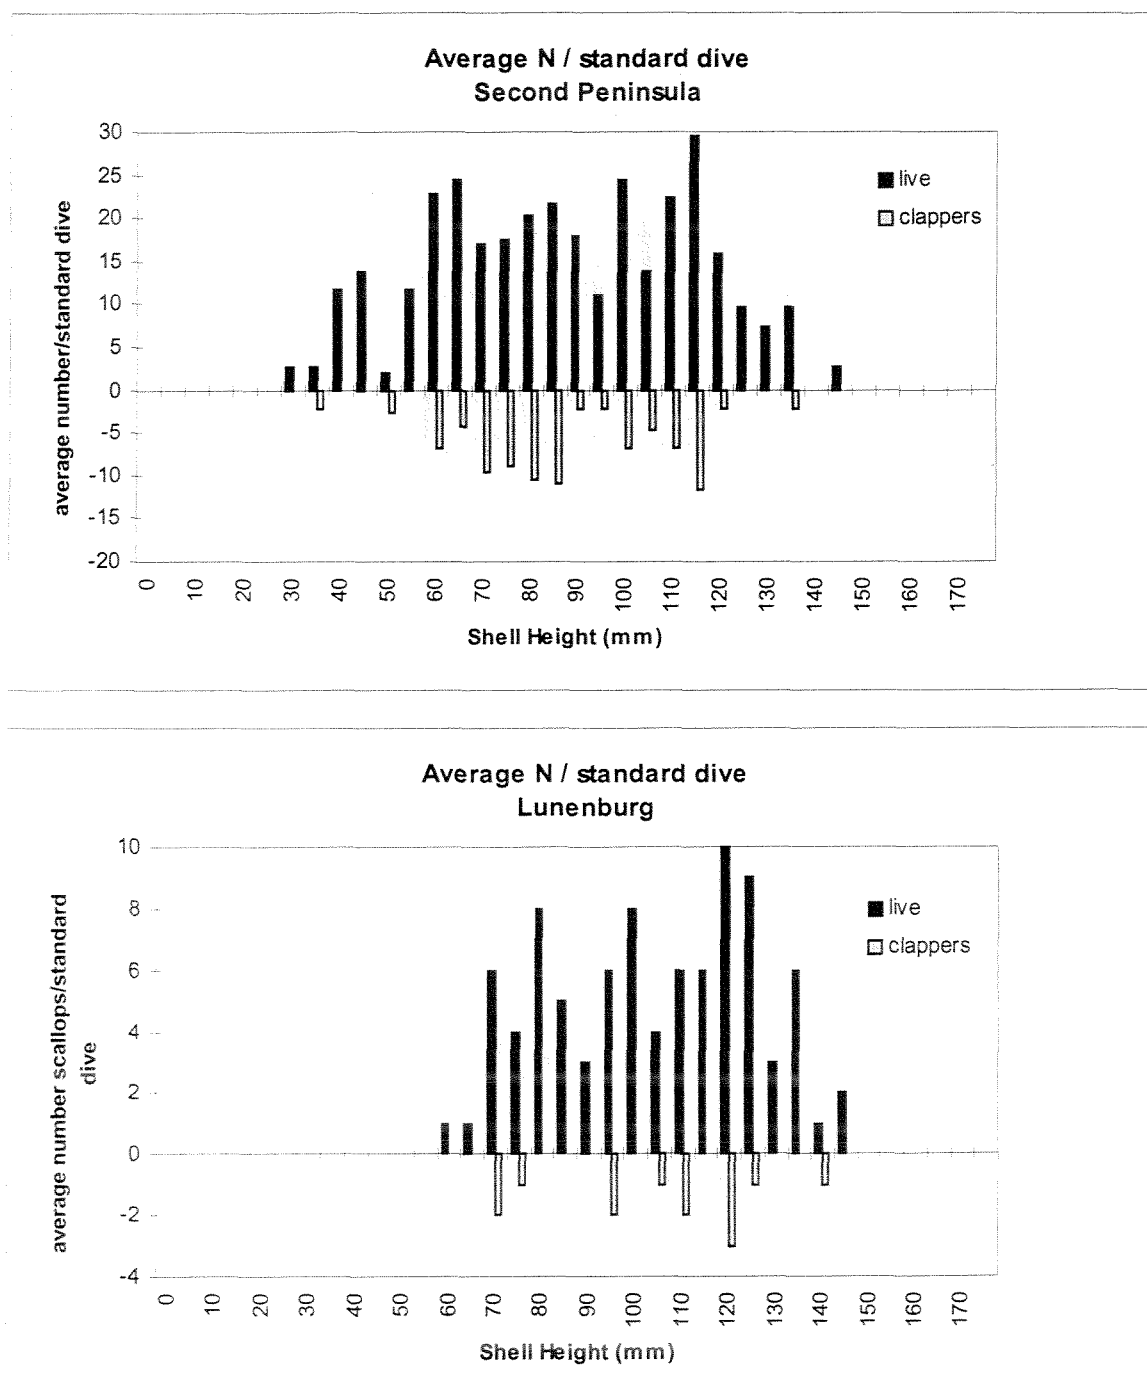 Average N / standard dive
Second Peninsula
30
25
20
15
10
5
0
-5
-10
-15
-20
average number/standard dive
live
clappers
0 10 20 30 40 50 60 70 80 90 100 110 120 130 140 150 160 170
Shell Height (mm)
Average N / standard dive
Lunenburg
10
8
6
4
2
0
-2
-4
average number scallops/standard
dive
live
clappers
0 10 20 30 40 50 60 70 80 90 100 110 120 130 140 150 160 170
Shell Height (mm)